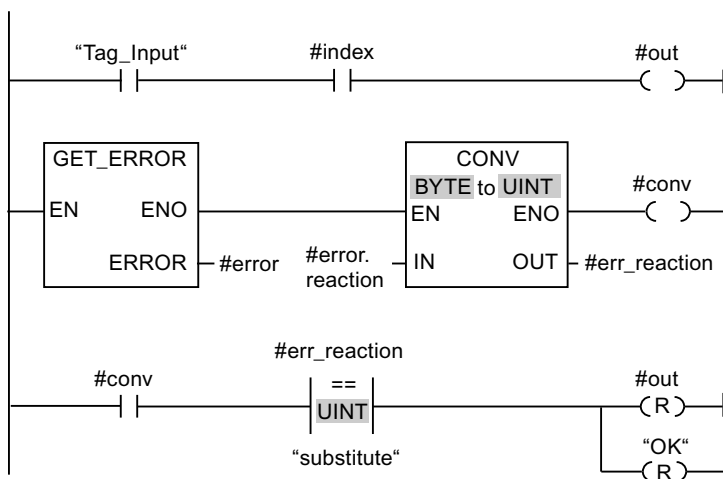 “Tag_Input“ #index #out
GET_ERROR CONV
BYTE to UINT #conv
EN ENO EN ENO
ERROR #error #error. IN OUT #err_reaction
reaction
#err_reaction
#conv == #out
UINT R
“substitute“ “OK“
R